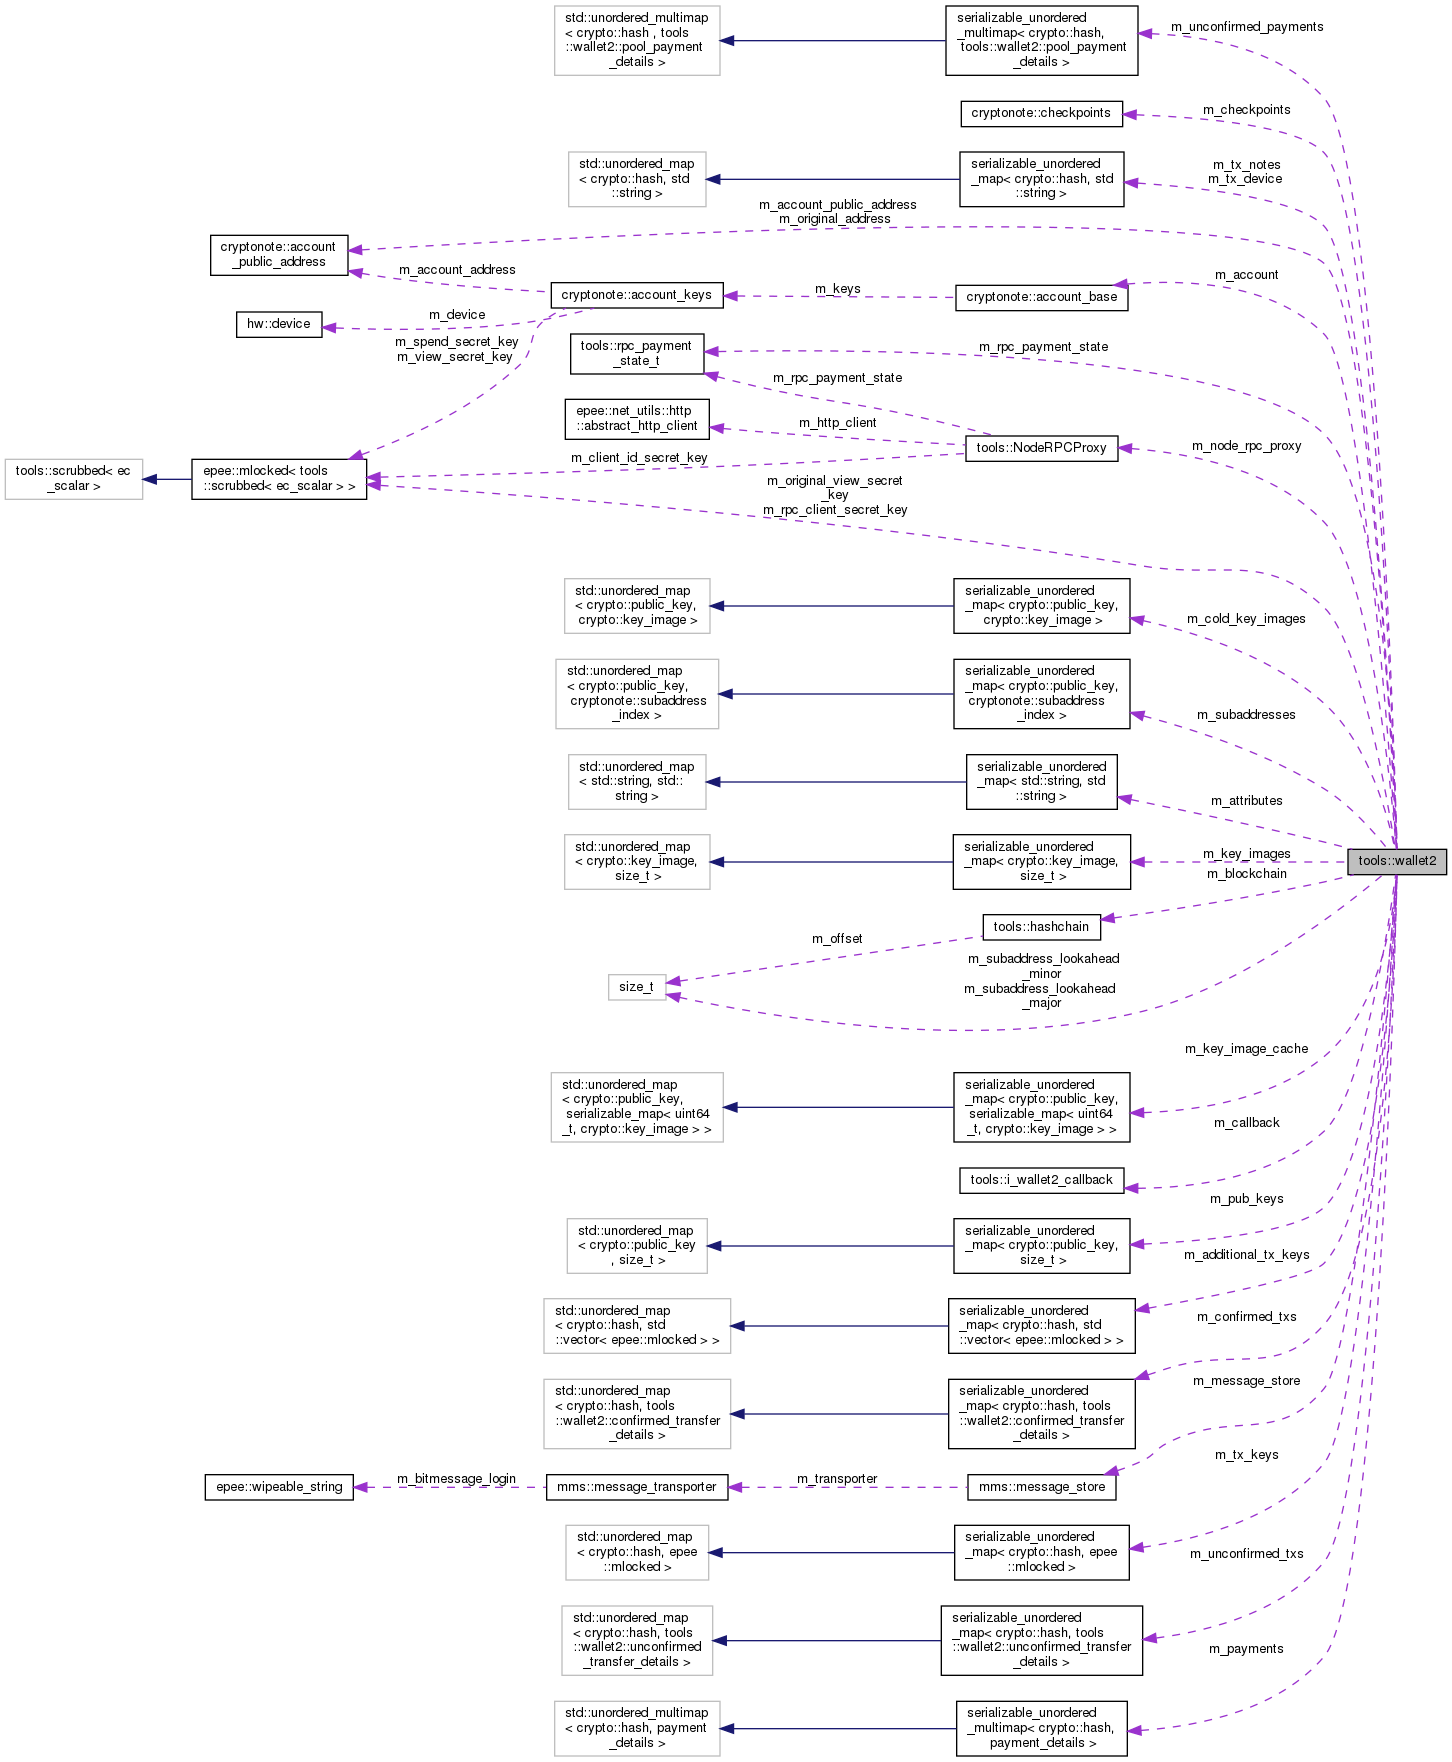 std::unordered_multimap
< crypto::hash , tools
::wallet2::pool_payment
_details >
serializable_unordered
_multimap< crypto::hash,
tools::wallet2::pool_payment
_details >
m_unconfirmed_payments
cryptonote::checkpoints
m_checkpoints
std::unordered_map
< crypto::hash, std
::string >
serializable_unordered
_map< crypto::hash, std
::string >
m_tx_notes
m_tx_device
m_account_public_address
m_original_address
cryptonote::account
_public_address
m_account_address
cryptonote::account_keys
m_keys
cryptonote::account_base
m_account
hw::device
m_device
m_spend_secret_key
m_view_secret_key
tools::rpc_payment
_state_t
m_rpc_payment_state
m_rpc_payment_state
epee::net_utils::http
::abstract_http_client
m_http_client
tools::NodeRPCProxy
m_node_rpc_proxy
tools::scrubbed< ec
_scalar >
epee::mlocked< tools
::scrubbed< ec_scalar > >
m_client_id_secret_key
m_original_view_secret
_key
m_rpc_client_secret_key
std::unordered_map
< crypto::public_key,
crypto::key_image >
serializable_unordered
_map< crypto::public_key,
crypto::key_image >
m_cold_key_images
std::unordered_map
< crypto::public_key,
cryptonote::subaddress
_index >
serializable_unordered
_map< crypto::public_key,
cryptonote::subaddress
_index >
m_subaddresses
std::unordered_map
< std::string, std::
string >
serializable_unordered
_map< std::string, std
::string >
m_attributes
std::unordered_map
< crypto::key_image,
size_t >
serializable_unordered
_map< crypto::key_image,
size_t >
m_key_images
tools::wallet2
m_blockchain
tools::hashchain
m_offset
size_t
m_subaddress_lookahead
_minor
m_subaddress_lookahead
_major
std::unordered_map
< crypto::public_key,
serializable_map< uint64
_t, crypto::key_image > >
serializable_unordered
_map< crypto::public_key,
serializable_map< uint64
_t, crypto::key_image > >
m_key_image_cache
m_callback
tools::i_wallet2_callback
std::unordered_map
< crypto::public_key
, size_t >
serializable_unordered
_map< crypto::public_key,
size_t >
m_pub_keys
m_additional_tx_keys
std::unordered_map
< crypto::hash, std
::vector< epee::mlocked > >
serializable_unordered
_map< crypto::hash, std
::vector< epee::mlocked > >
m_confirmed_txs
std::unordered_map
< crypto::hash, tools
::wallet2::confirmed_transfer
_details >
serializable_unordered
_map< crypto::hash, tools
::wallet2::confirmed_transfer
_details >
m_message_store
epee::wipeable_string
m_bitmessage_login
mms::message_transporter
m_transporter
mms::message_store
m_tx_keys
std::unordered_map
< crypto::hash, epee
::mlocked >
serializable_unordered
_map< crypto::hash, epee
::mlocked >
m_unconfirmed_txs
std::unordered_map
< crypto::hash, tools
::wallet2::unconfirmed
_transfer_details >
serializable_unordered
_map< crypto::hash, tools
::wallet2::unconfirmed_transfer
_details >
m_payments
std::unordered_multimap
< crypto::hash, payment
_details >
serializable_unordered
_multimap< crypto::hash,
payment_details >